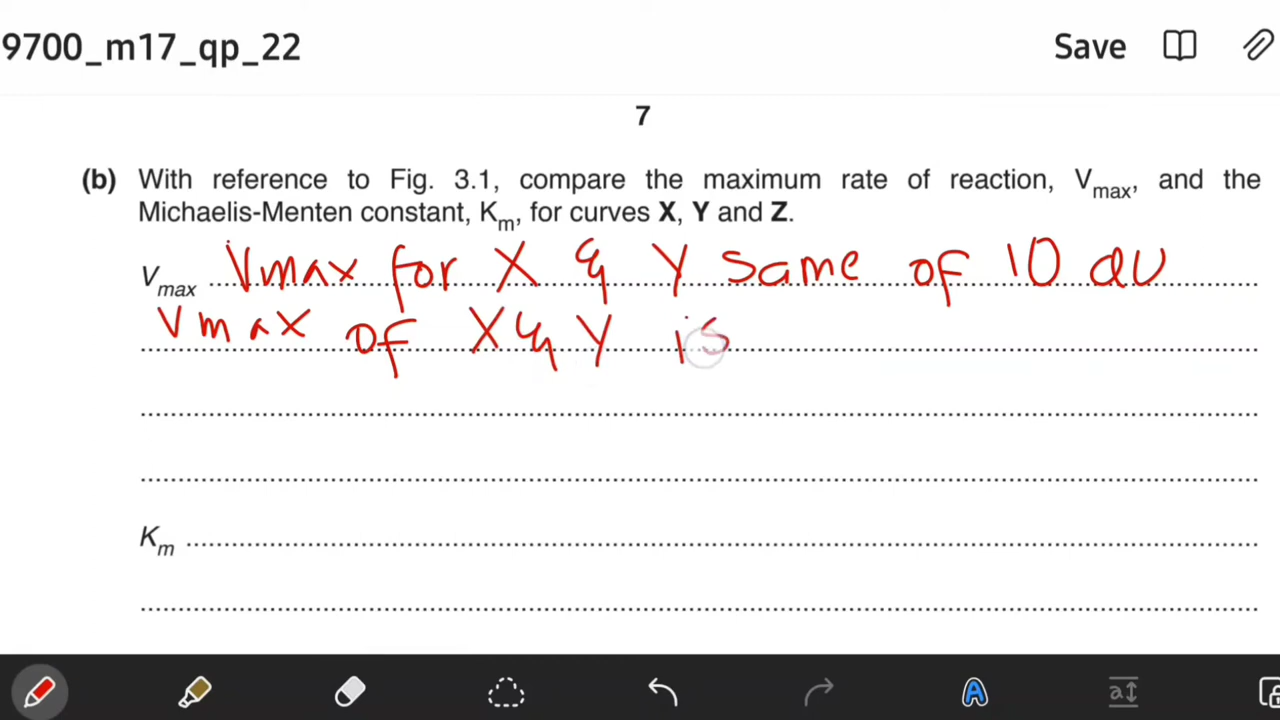 9700_m17_qp_22 Save
7
(b) With reference to Fig. 3.1, compare the maximum rate of reaction, Vmax, and the
Michaelis-Menten constant, Km, for curves X, Y and Z.
Vmax Vmax for X & Y same of 10 au
Vmax of X & Y is
Km
A a